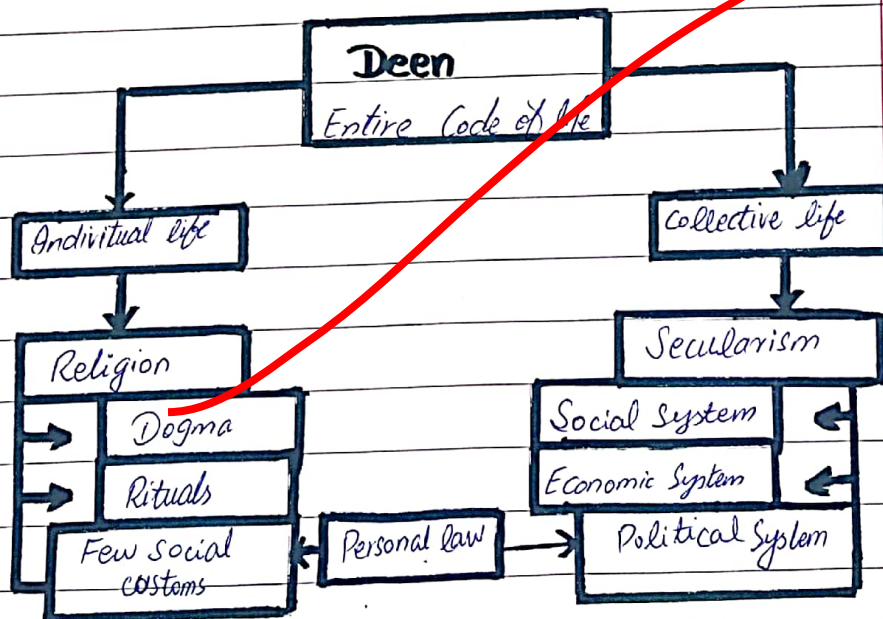 Deen
Entire Code of life
Andivitual life
Collective life
Religion
Secularism
Dogma
Social System
Rituals
Economic System
Few social
customs
Personal law
Political System